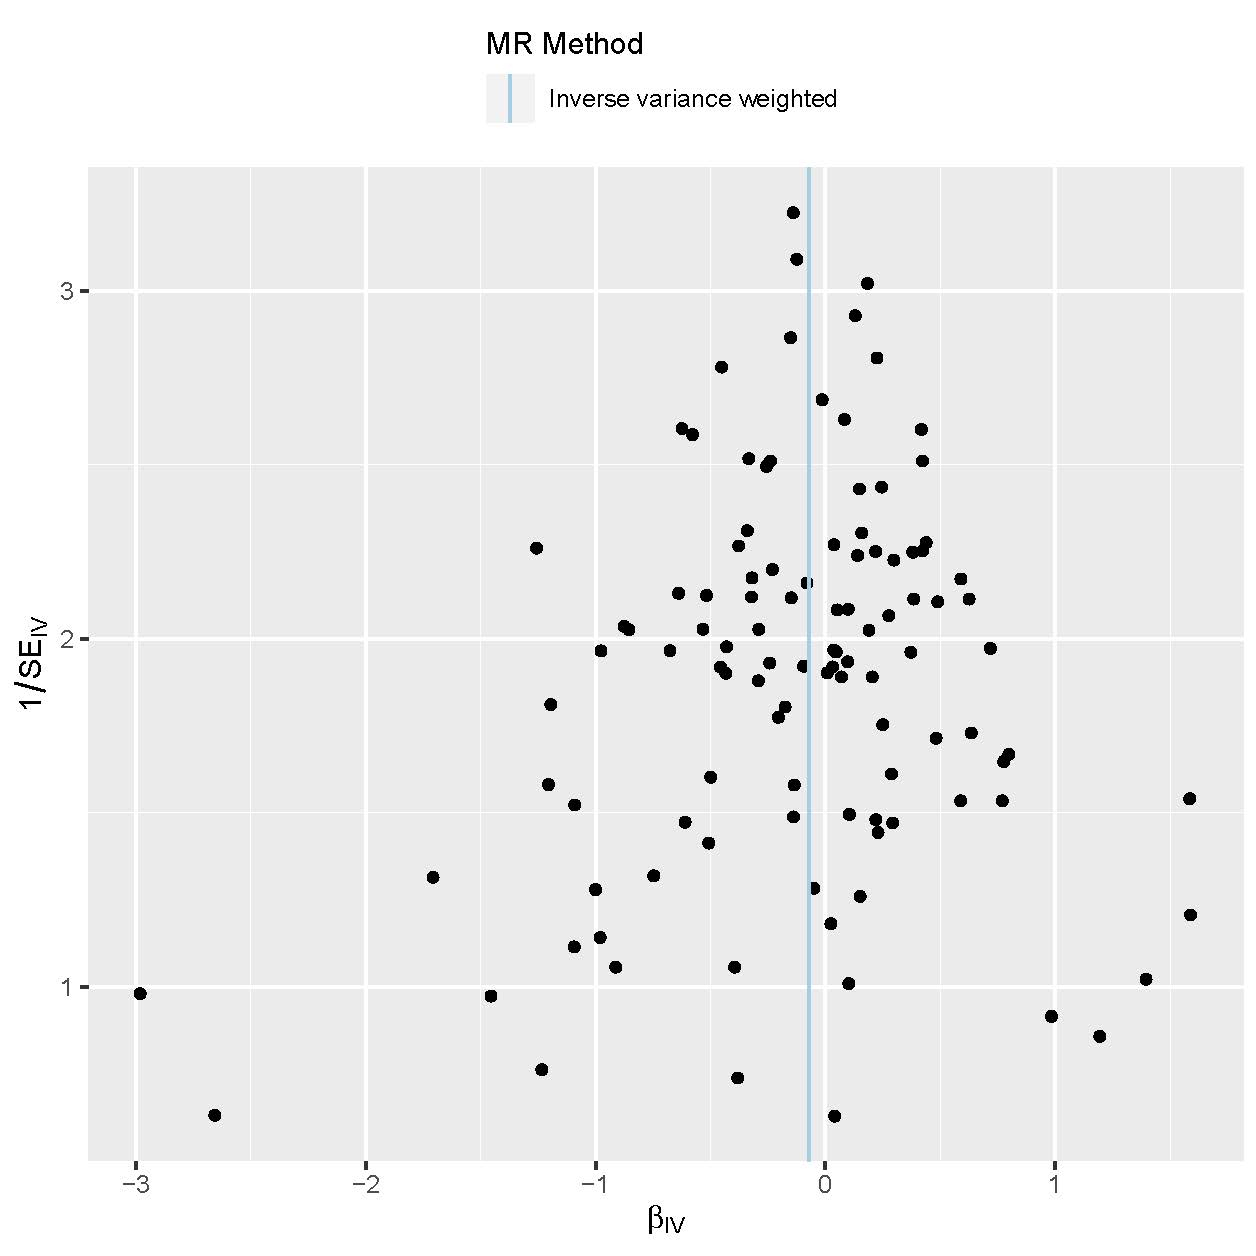 MR Method
Inverse variance weighted
3
2
1
1/SE_IV
−3
−2
−1
0
1
β_IV